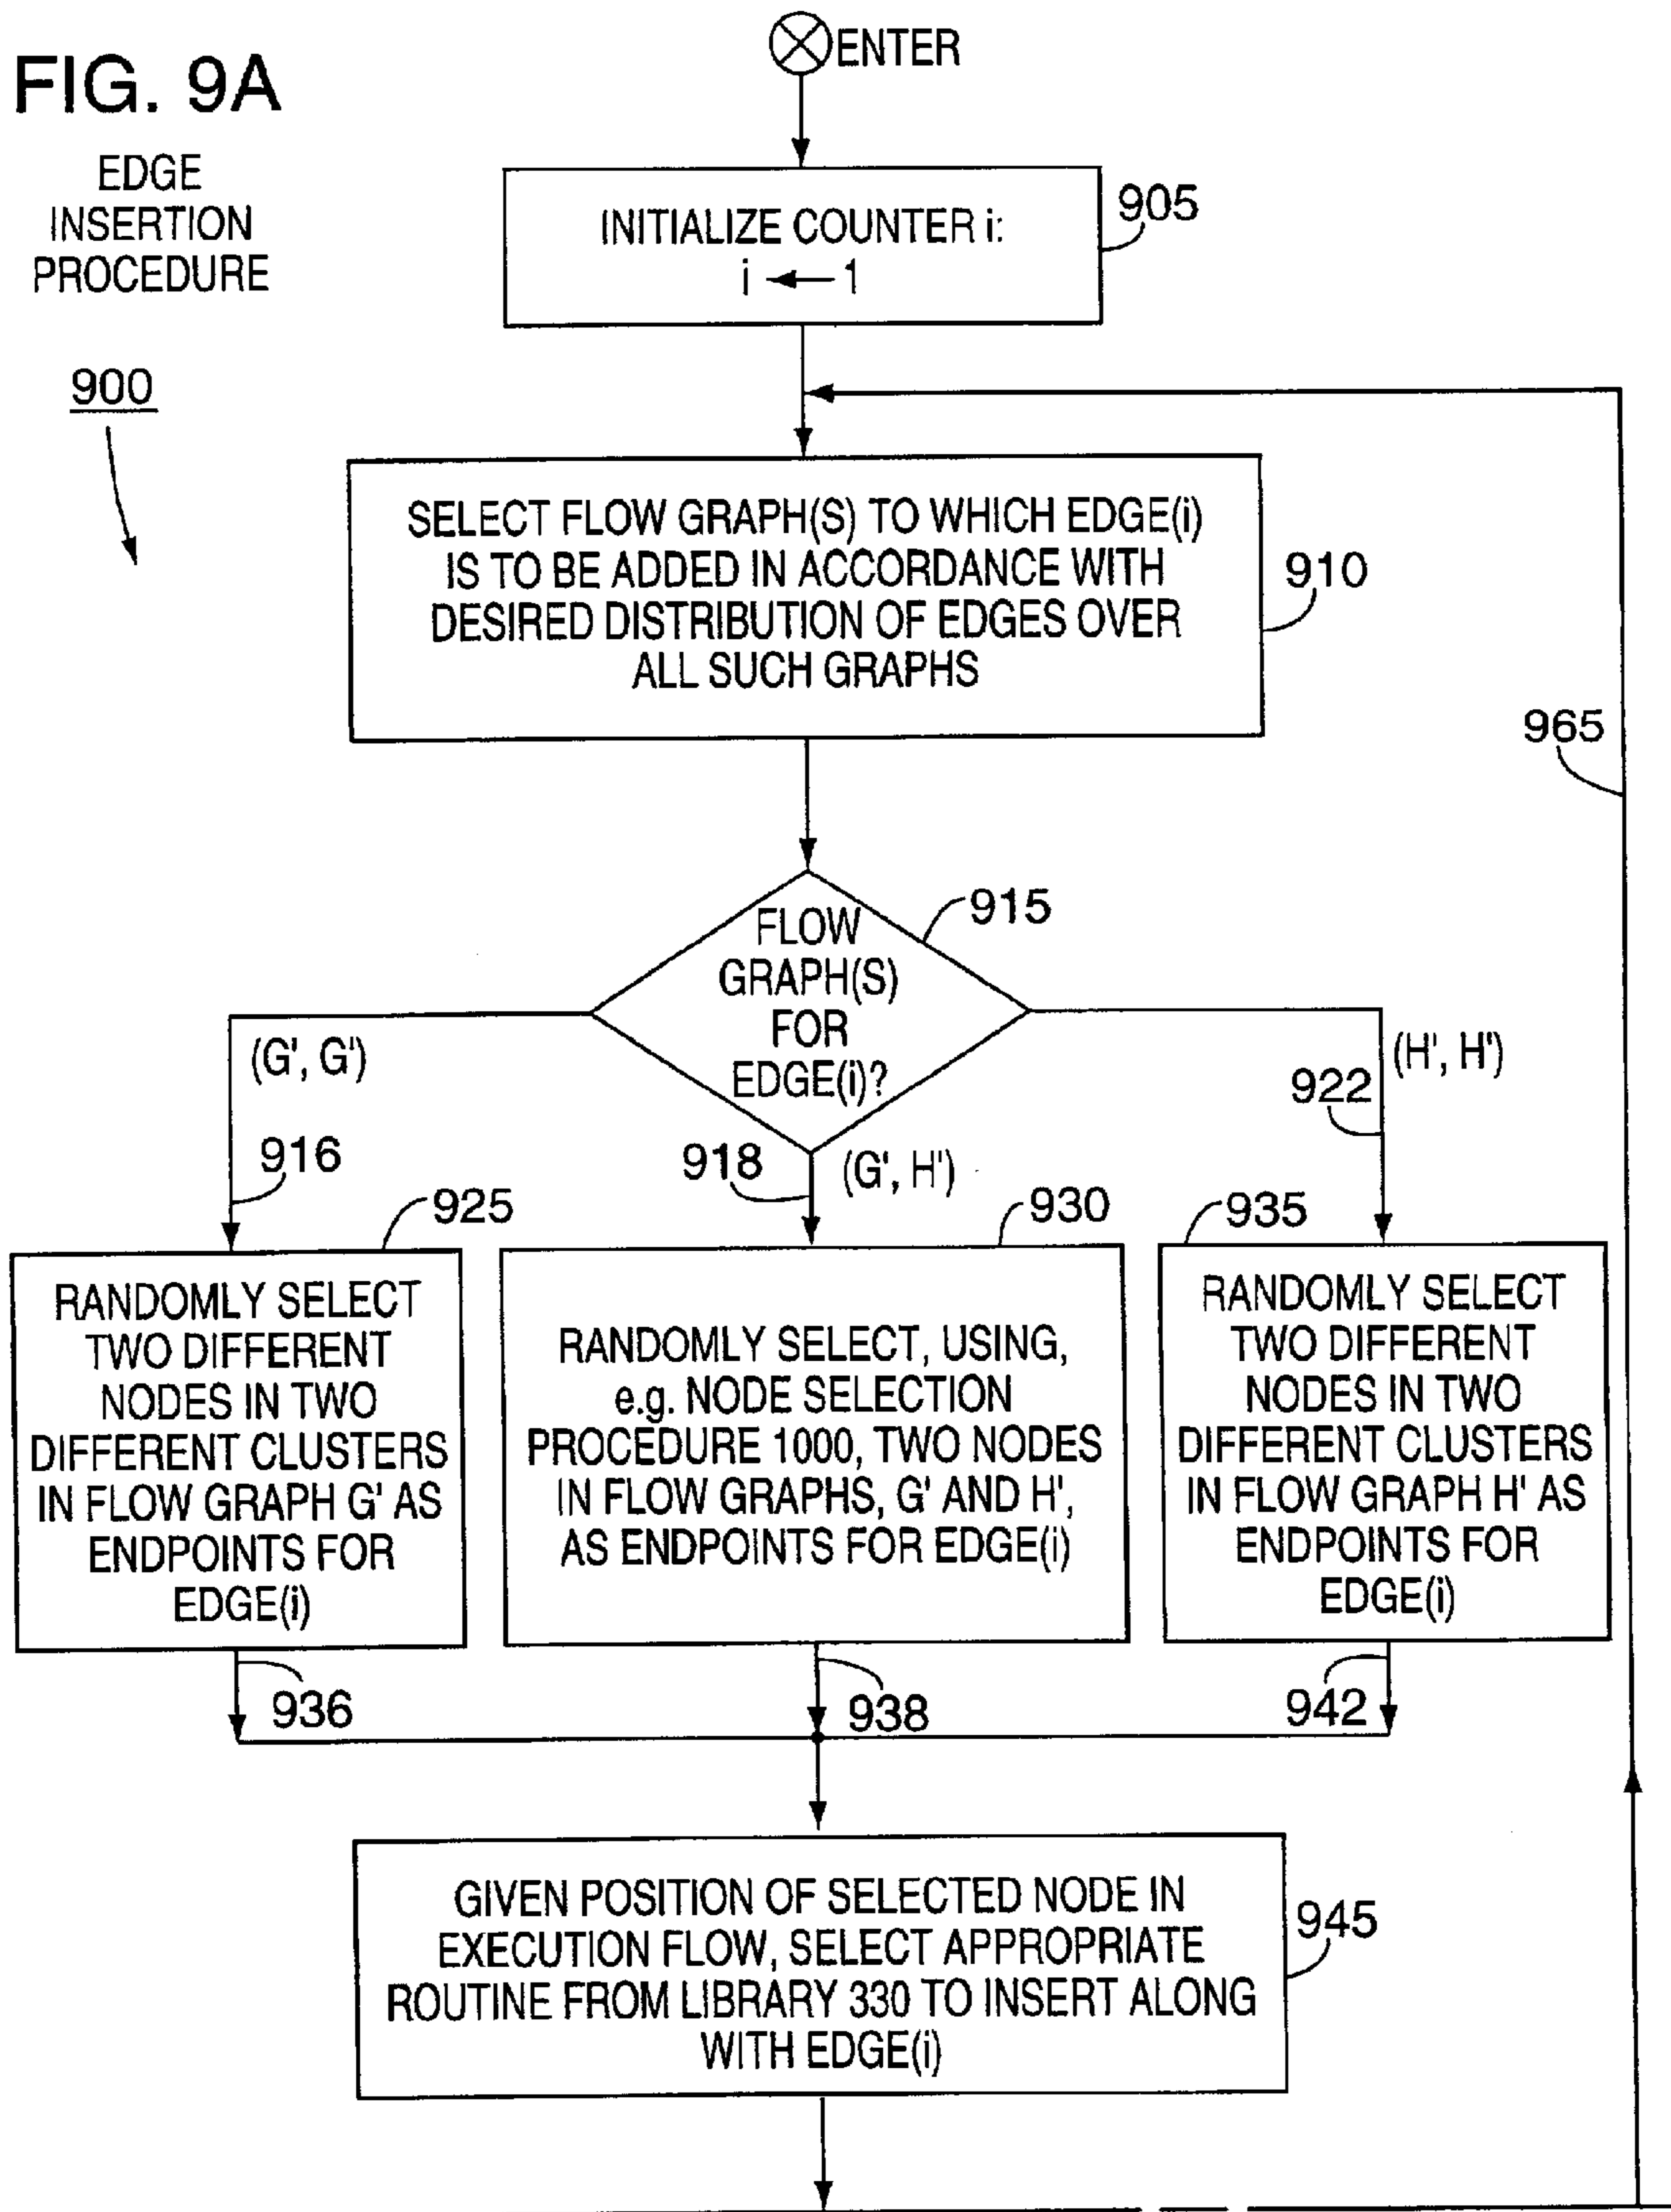 FIG. 9A
EDGE
INSERTION
PROCEDURE
900
ENTER
INITIALIZE COUNTER i:
i ← 1
905
SELECT FLOW GRAPH(S) TO WHICH EDGE(i)
IS TO BE ADDED IN ACCORDANCE WITH
DESIRED DISTRIBUTION OF EDGES OVER
ALL SUCH GRAPHS
910
965
FLOW
GRAPH(S)
FOR
EDGE(i)?
915
(G', G')
916
918
(G', H')
(H', H')
922
925
RANDOMLY SELECT
TWO DIFFERENT
NODES IN TWO
DIFFERENT CLUSTERS
IN FLOW GRAPH G' AS
ENDPOINTS FOR
EDGE(i)
930
RANDOMLY SELECT, USING,
e.g. NODE SELECTION
PROCEDURE 1000, TWO NODES
IN FLOW GRAPHS, G' AND H',
AS ENDPOINTS FOR EDGE(i)
935
RANDOMLY SELECT
TWO DIFFERENT
NODES IN TWO
DIFFERENT CLUSTERS
IN FLOW GRAPH H' AS
ENDPOINTS FOR
EDGE(i)
936
938
942
GIVEN POSITION OF SELECTED NODE IN
EXECUTION FLOW, SELECT APPROPRIATE
ROUTINE FROM LIBRARY 330 TO INSERT ALONG
WITH EDGE(i)
945